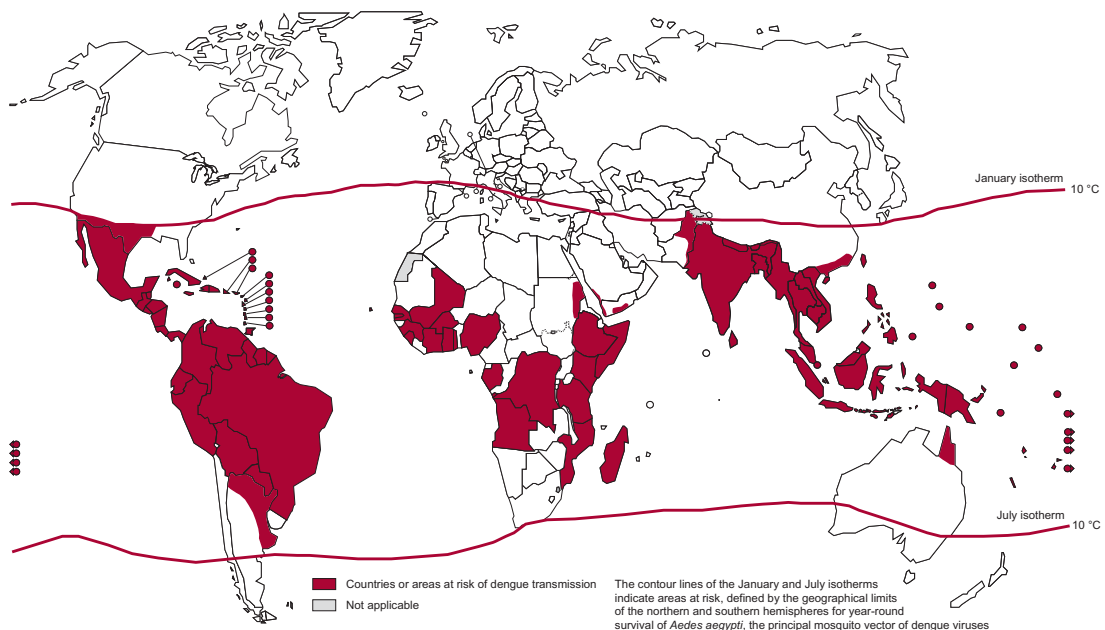 January isotherm
10 °C
July isotherm
10 °C
Countries or areas at risk of dengue transmission
Not applicable
The contour lines of the January and July isotherms
indicate areas at risk, defined by the geographical limits
of the northern and southern hemispheres for year-round
survival of Aedes aegypti, the principal mosquito vector of dengue viruses